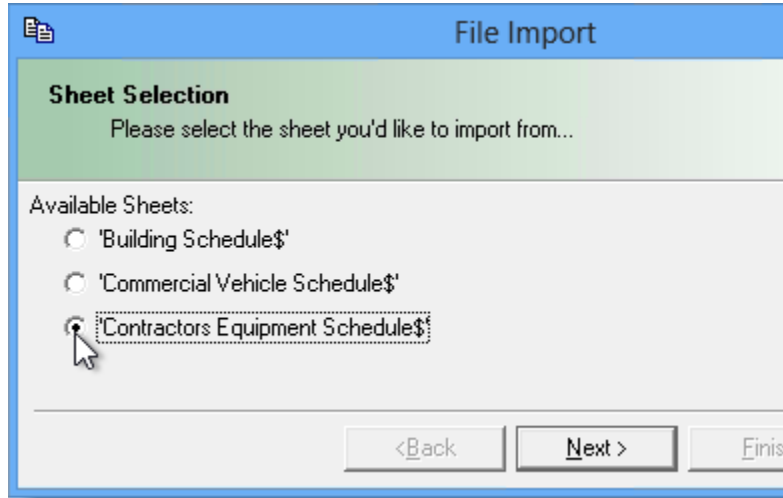 File Import
Sheet Selection
Please select the sheet you'd like to import from...
Available Sheets:
'Building Schedule$'
'Commercial Vehicle Schedule$'
'Contractors Equipment Schedule$'
<Back Next > Finis